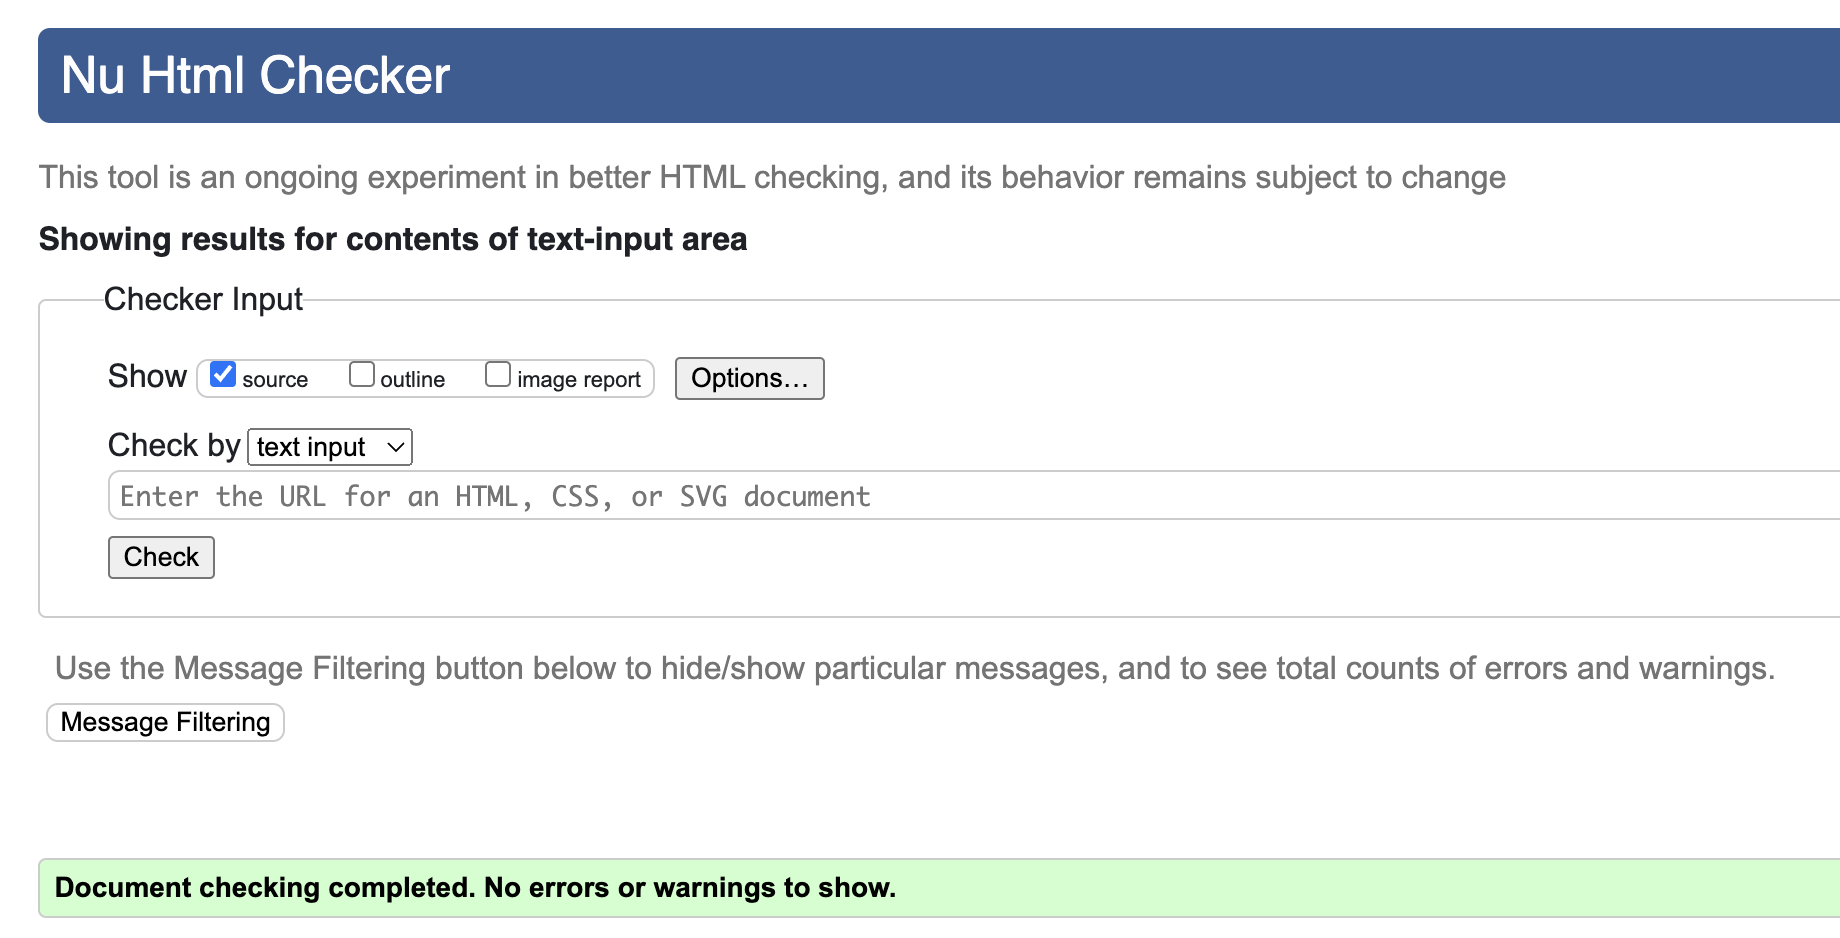 Nu Html Checker
This tool is an ongoing experiment in better HTML checking, and its behavior remains subject to change
Showing results for contents of text-input area
Checker Input
Show source outline image report Options...
Check by text input
Enter the URL for an HTML, CSS, or SVG document
Check
Use the Message Filtering button below to hide/show particular messages, and to see total counts of errors and warnings.
Message Filtering
Document checking completed. No errors or warnings to show.